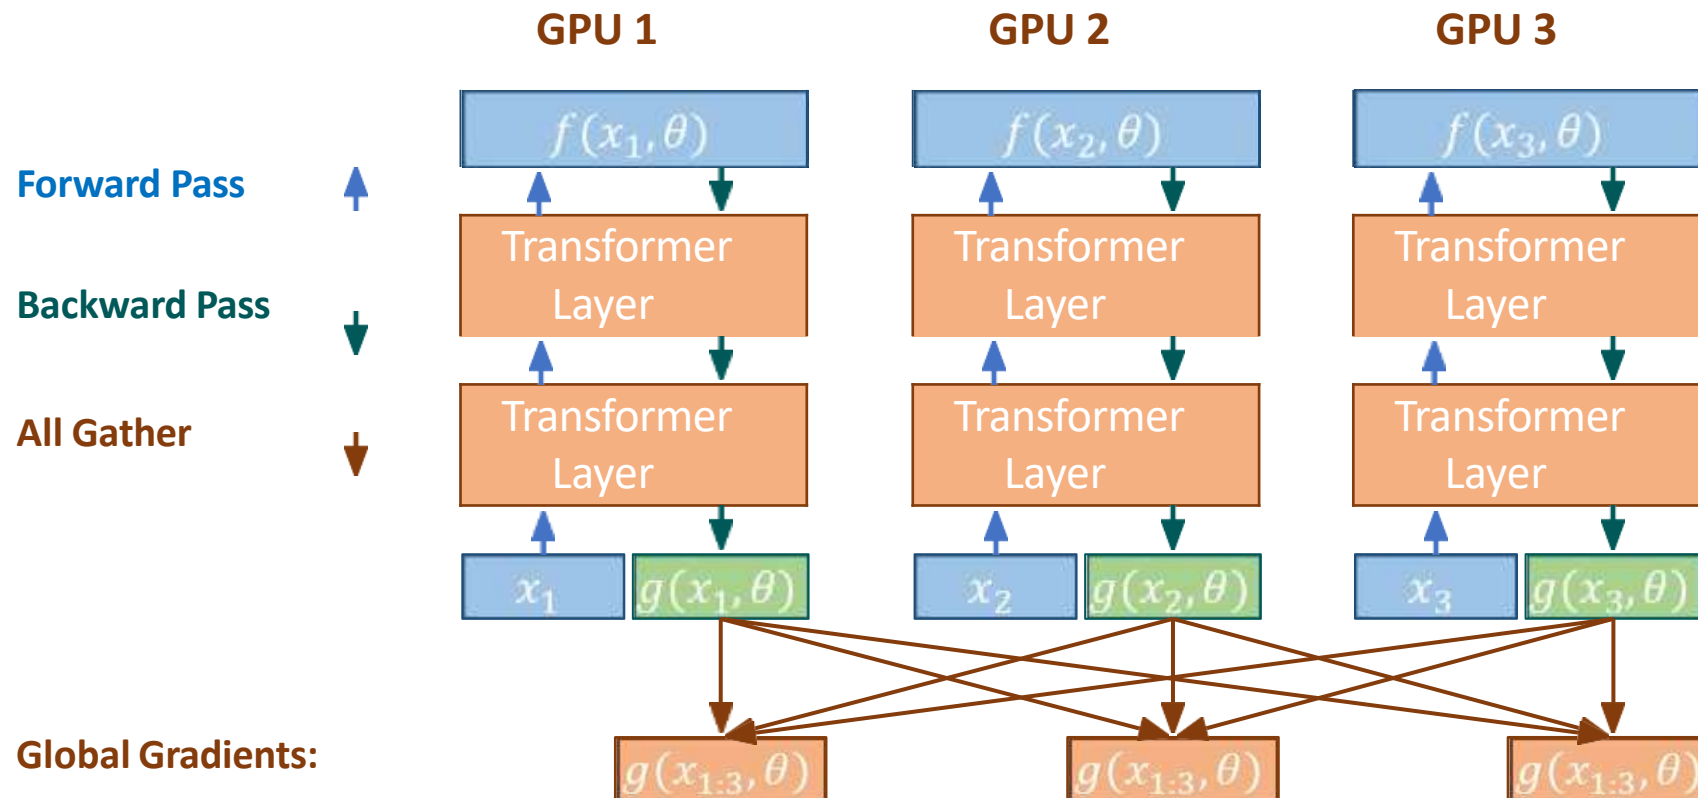 GPU 1 GPU 2 GPU 3
f(x₁, θ) f(x₂, θ) f(x₃, θ)
Forward Pass
Transformer Layer Transformer Layer Transformer Layer
Backward Pass
All Gather
Transformer Layer Transformer Layer Transformer Layer
x₁ g(x₁, θ) x₂ g(x₂, θ) x₃ g(x₃, θ)
Global Gradients:
g(x₁:₃, θ) g(x₁:₃, θ) g(x₁:₃, θ)